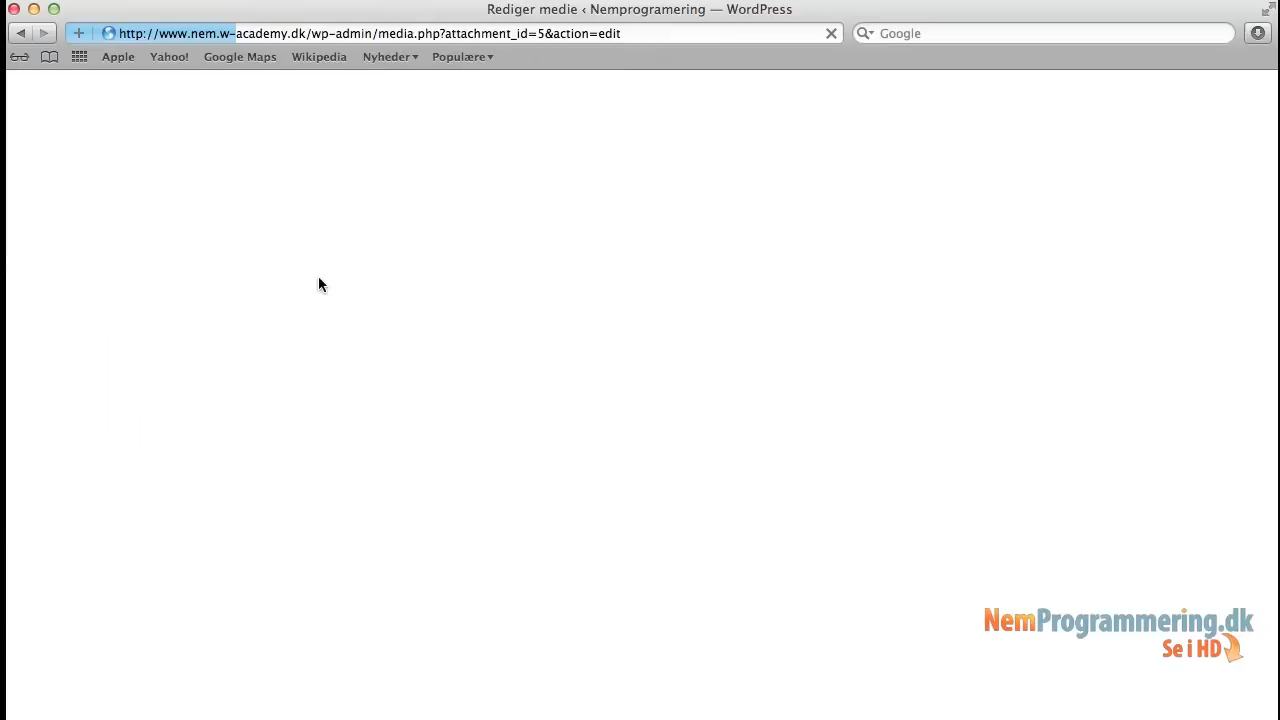 Rediger medie ‹ Nemprogramering — WordPress
http://www.nem.w-academy.dk/wp-admin/media.php?attachment_id=5&action=edit
Google
Apple Yahoo! Google Maps Wikipedia Nyheder Populære
NemProgrammering.dk
Se i HD